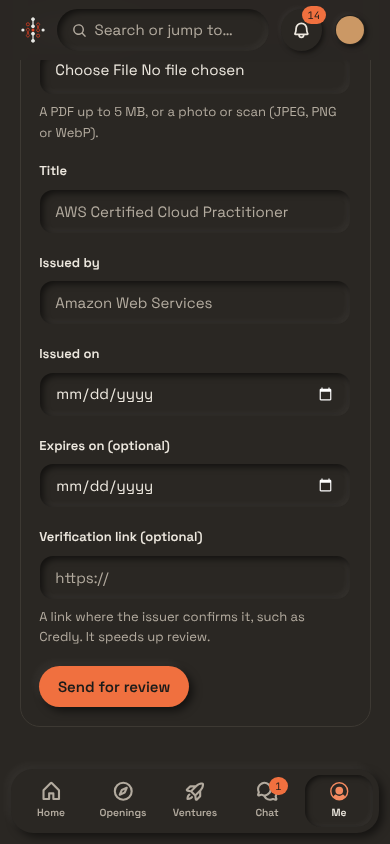 Search or jump to...
14
Choose File No file chosen
A PDF up to 5 MB, or a photo or scan (JPEG, PNG
or WebP).
Title
AWS Certified Cloud Practitioner
Issued by
Amazon Web Services
Issued on
mm/dd/yyyy
Expires on (optional)
mm/dd/yyyy
Verification link (optional)
https://
A link where the issuer confirms it, such as
Credly. It speeds up review.
Send for review
1
Home
Openings
Ventures
Chat
Me